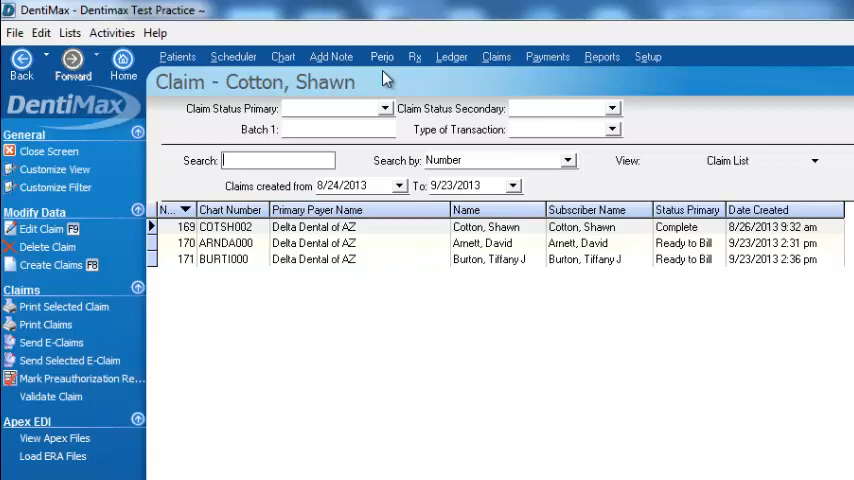 DentiMax - Dentimax Test Practice ~
File Edit Lists Activities Help
Back Forward Home
Patients Scheduler Chart Add Note Perio Rx Ledger Claims Payments Reports Setup
DentiMax
Claim - Cotton, Shawn
Claim Status Primary: Claim Status Secondary:
Batch 1: Type of Transaction:
Search: Search by: Number View: Claim List
Claims created from 8/24/2013 To: 9/23/2013
N... Chart Number Primary Payer Name Name Subscriber Name Status Primary Date Created
169 COTSH002 Delta Dental of AZ Cotton, Shawn Cotton, Shawn Complete 8/26/2013 9:32 am
170 ARNDA000 Delta Dental of AZ Arnett, David Arnett, David Ready to Bill 9/23/2013 2:31 pm
171 BURTI000 Delta Dental of AZ Burton, Tiffany J Burton, Tiffany J Ready to Bill 9/23/2013 2:36 pm
General
Close Screen
Customize View
Customize Filter
Modify Data
Edit Claim F9
Delete Claim
Create Claims F8
Claims
Print Selected Claim
Print Claims
Send E-Claims
Send Selected E-Claim
Mark Preauthorization Re...
Validate Claim
Apex EDI
View Apex Files
Load ERA Files